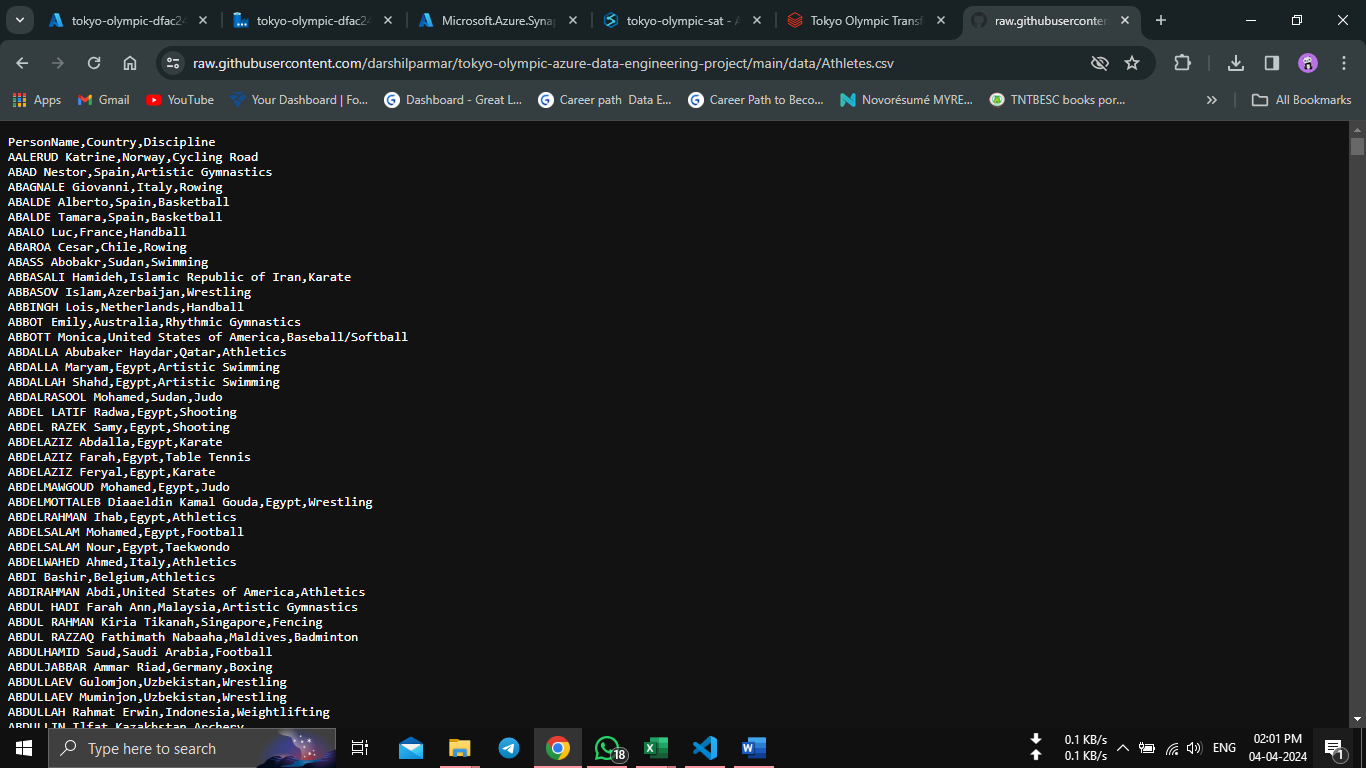 tokyo-olympic-dfac24
tokyo-olympic-dfac24
Microsoft.Azure.Syna
tokyo-olympic-sat - A
Tokyo Olympic Transf
raw.githubusercontent
raw.githubusercontent.com/darshilparmar/tokyo-olympic-azure-data-engineering-project/main/data/Athletes.csv
Apps
Gmail
YouTube
Your Dashboard | Fo...
Dashboard - Great L...
Career path Data E...
Career Path to Beco...
Novorésumé MYRE...
TNTBESC books por...
All Bookmarks
PersonName,Country,Discipline
AALERUD Katrine,Norway,Cycling Road
ABAD Nestor,Spain,Artistic Gymnastics
ABAGNALE Giovanni,Italy,Rowing
ABALDE Alberto,Spain,Basketball
ABALDE Tamara,Spain,Basketball
ABALO Luc,France,Handball
ABAROA Cesar,Chile,Rowing
ABASS Abobakr,Sudan,Swimming
ABBASALI Hamideh,Islamic Republic of Iran,Karate
ABBASOV Islam,Azerbaijan,Wrestling
ABBINGH Lois,Netherlands,Handball
ABBOT Emily,Australia,Rhythmic Gymnastics
ABBOTT Monica,United States of America,Baseball/Softball
ABDALLA Abubaker Haydar,Qatar,Athletics
ABDALLA Maryam,Egypt,Artistic Swimming
ABDALLAH Shahd,Egypt,Artistic Swimming
ABDALRASOOL Mohamed,Sudan,Judo
ABDEL LATIF Radwa,Egypt,Shooting
ABDEL RAZEK Samy,Egypt,Shooting
ABDELAZIZ Abdalla,Egypt,Karate
ABDELAZIZ Farah,Egypt,Table Tennis
ABDELAZIZ Feryal,Egypt,Karate
ABDELMAWGOUD Mohamed,Egypt,Judo
ABDELMOTTALEB Diaaeldin Kamal Gouda,Egypt,Wrestling
ABDELRAHMAN Ihab,Egypt,Athletics
ABDELSALAM Mohamed,Egypt,Football
ABDELSALAM Nour,Egypt,Taekwondo
ABDELWAHED Ahmed,Italy,Athletics
ABDI Bashir,Belgium,Athletics
ABDIRAHMAN Abdi,United States of America,Athletics
ABDUL HADI Farah Ann,Malaysia,Artistic Gymnastics
ABDUL RAHMAN Kiria Tikanah,Singapore,Fencing
ABDUL RAZZAQ Fathimath Nabaaha,Maldives,Badminton
ABDULHAMID Saud,Saudi Arabia,Football
ABDULJABBAR Ammar Riad,Germany,Boxing
ABDULLAEV Gulomjon,Uzbekistan,Wrestling
ABDULLAEV Muminjon,Uzbekistan,Wrestling
ABDULLAH Rahmat Erwin,Indonesia,Weightlifting
ABDULLIN Ilfat,Kazakhstan,Archery
Type here to search
18
0.1 KB/s
0.1 KB/s
ENG
02:01 PM
04-04-2024
1